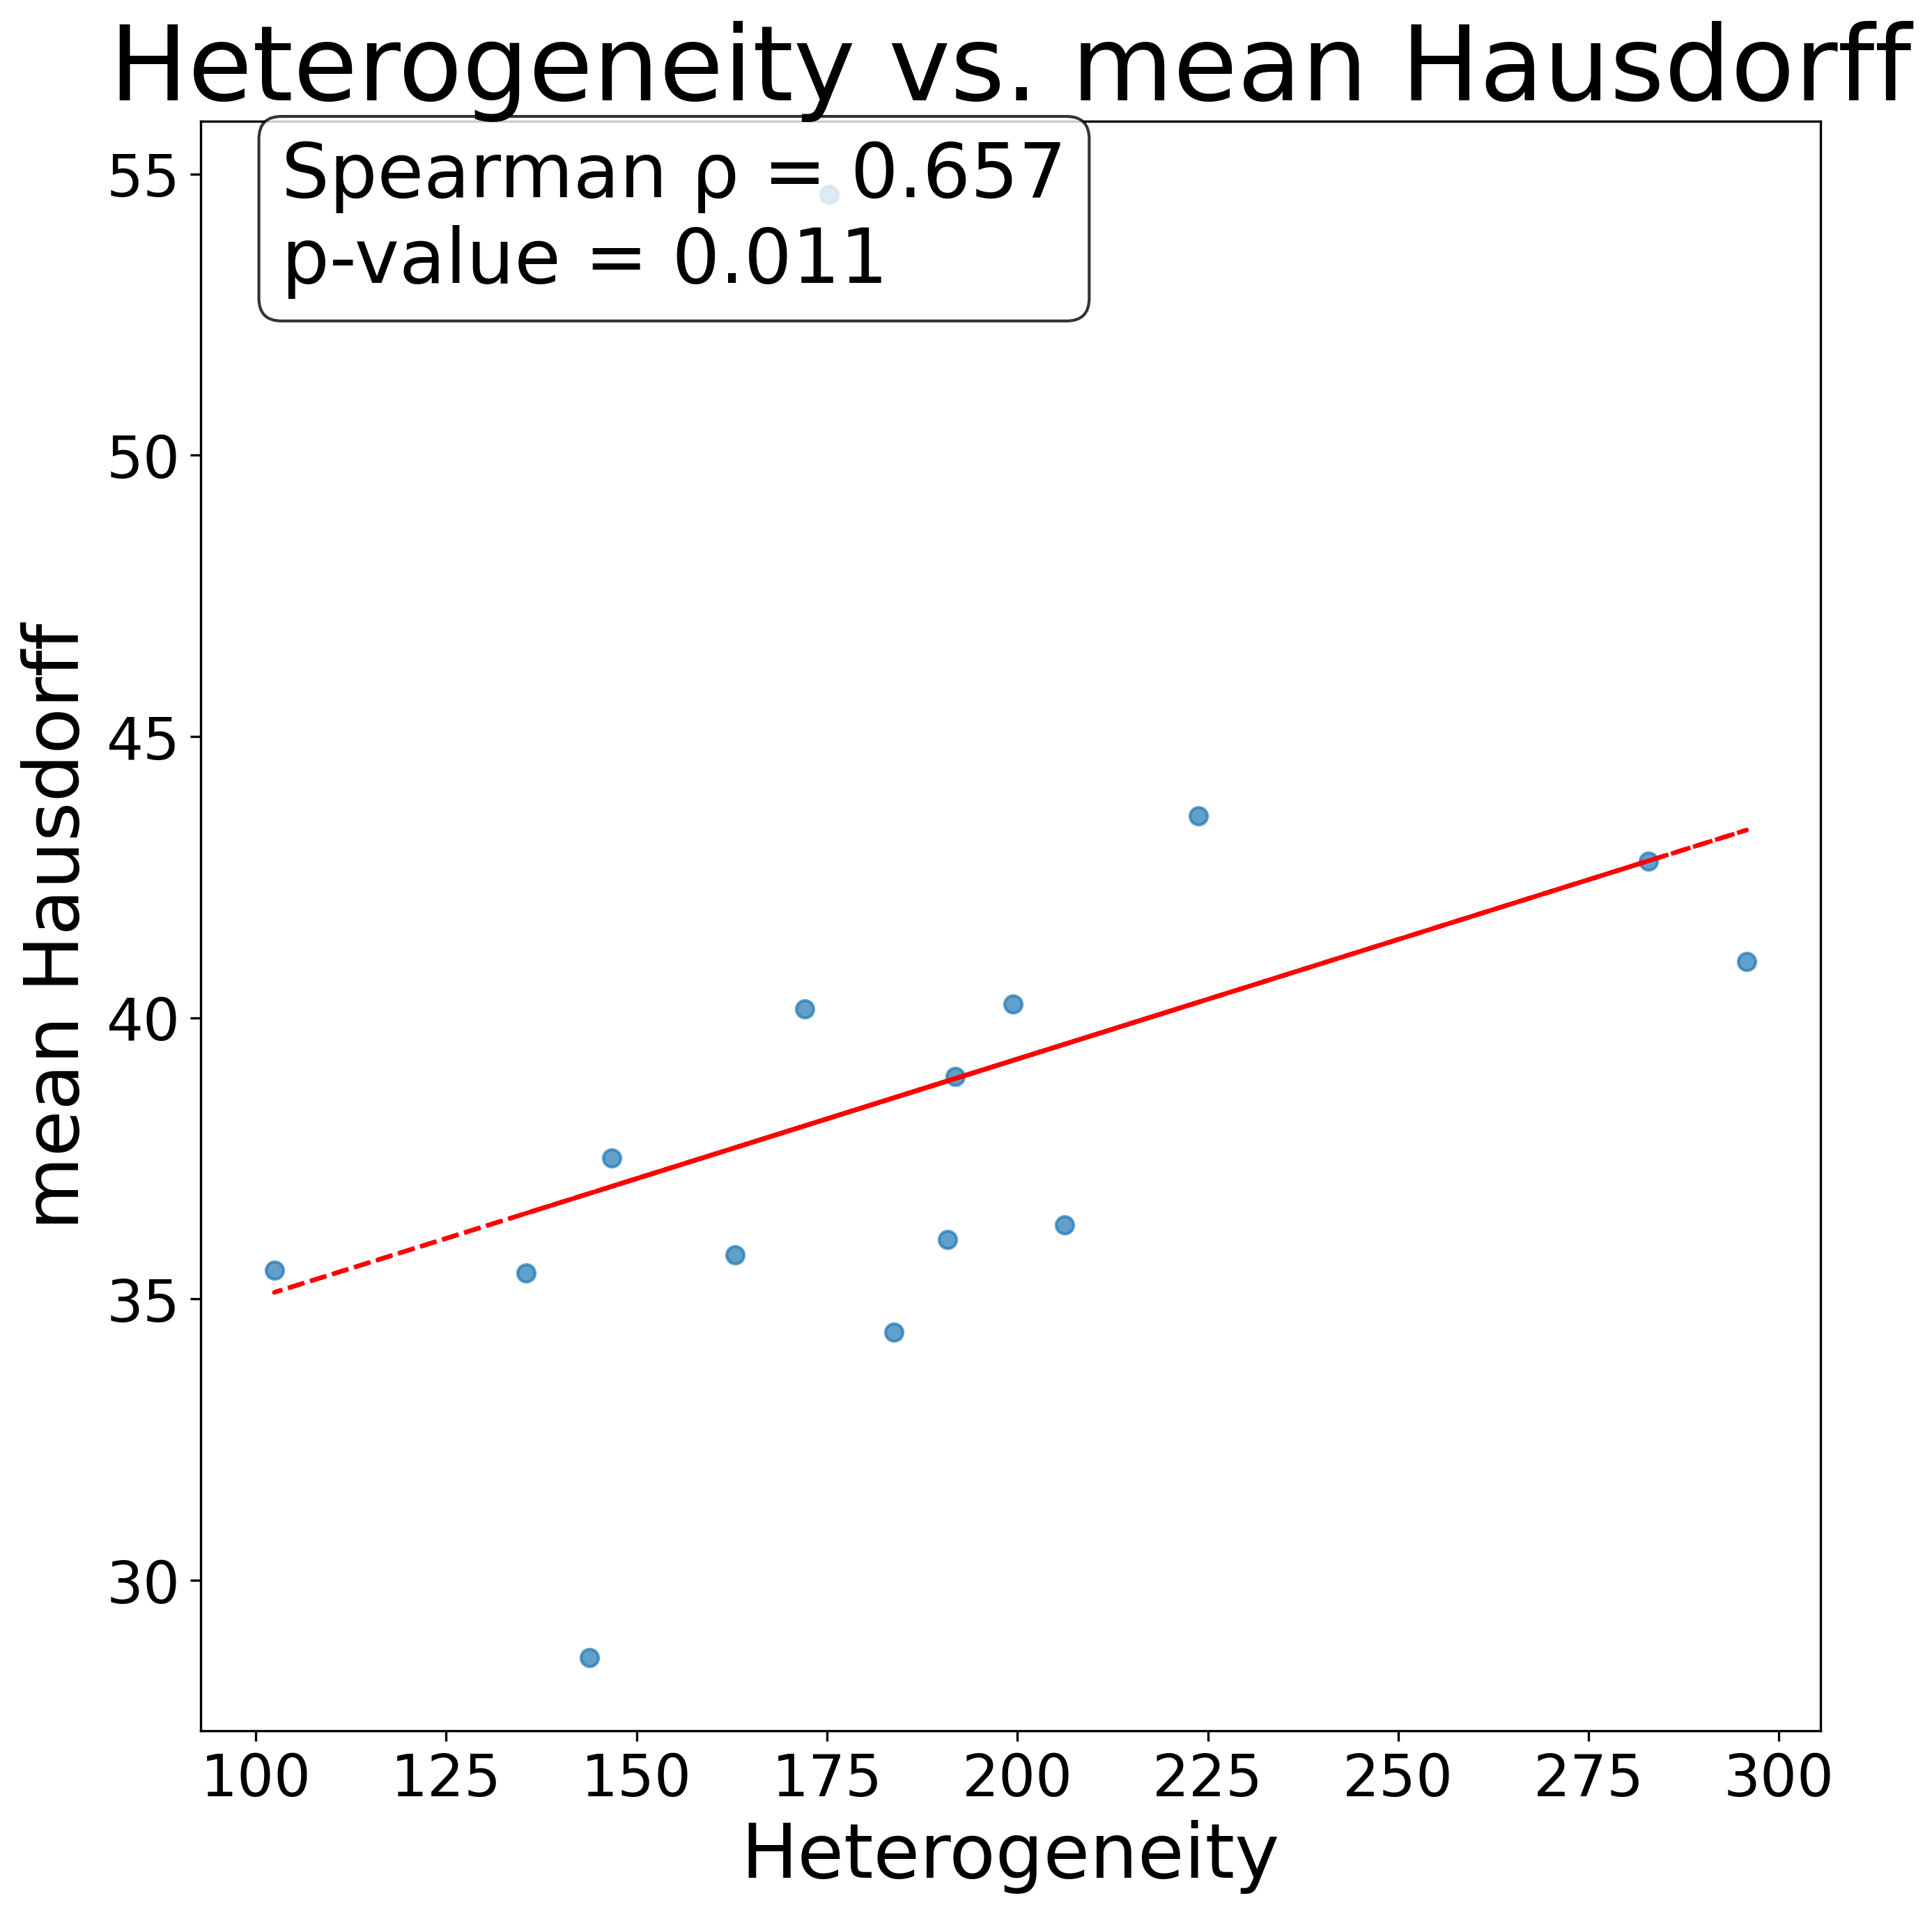 Heterogeneity vs. mean Hausdorff
Spearman ρ = 0.657
p-value = 0.011
55
50
45
40
35
30
mean Hausdorff
100 125 150 175 200 225 250 275 300
Heterogeneity